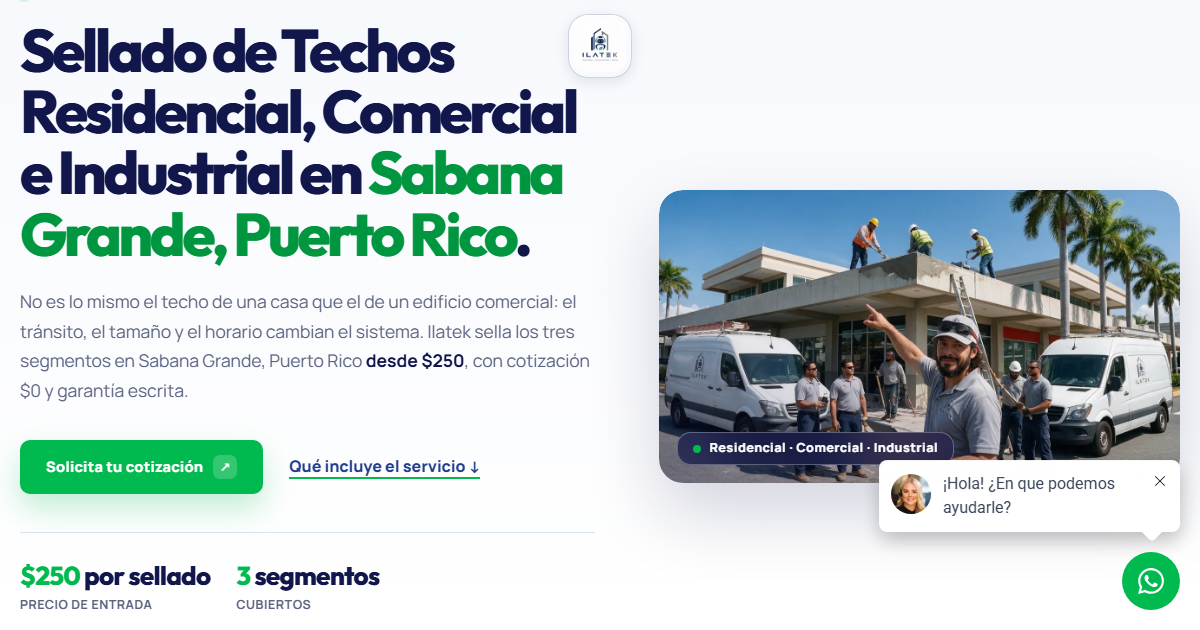 Sellado de Techos
Residencial, Comercial
e Industrial en Sabana
Grande, Puerto Rico.
ILATEK
No es lo mismo el techo de una casa que el de un edificio comercial: el
tránsito, el tamaño y el horario cambian el sistema. Ilatek sella los tres
segmentos en Sabana Grande, Puerto Rico desde $250, con cotización
$0 y garantía escrita.
Solicita tu cotización ↗
Qué incluye el servicio ↓
$250 por sellado
PRECIO DE ENTRADA
3 segmentos
CUBIERTOS
ILATEK
ILATEK
Residencial · Comercial · Industrial
¡Hola! ¿En que podemos
ayudarle?